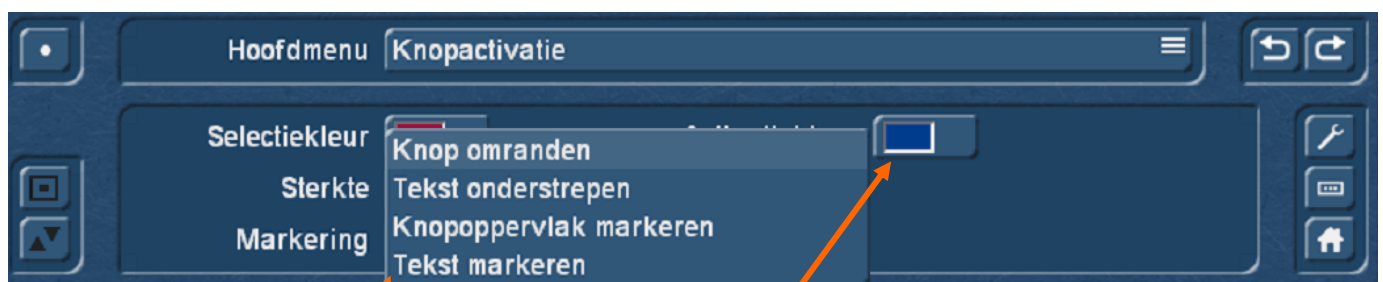 Hoofdmenu Knopactivatie
Selectiekleur
Knop omranden
Sterkte Tekst onderstrepen
Knopoppervlak markeren
Markering
Tekst markeren